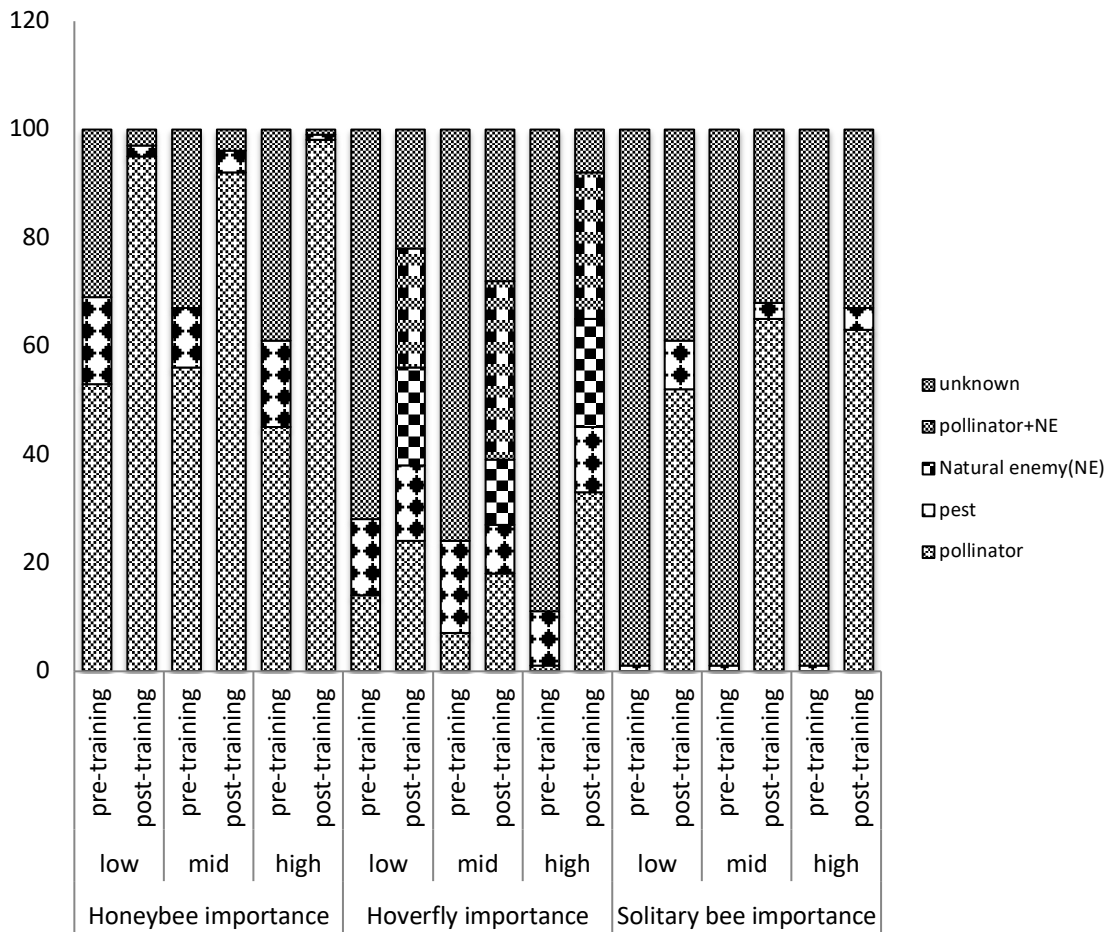 120
100
80
60
40
20
0
unknown
pollinator+NE
Natural enemy(NE)
pest
pollinator
pre-training
post-training
pre-training
post-training
pre-training
post-training
pre-training
post-training
pre-training
post-training
pre-training
post-training
pre-training
post-training
pre-training
post-training
pre-training
post-training
low mid high low mid high low mid high
Honeybee importance Hoverfly importance Solitary bee importance